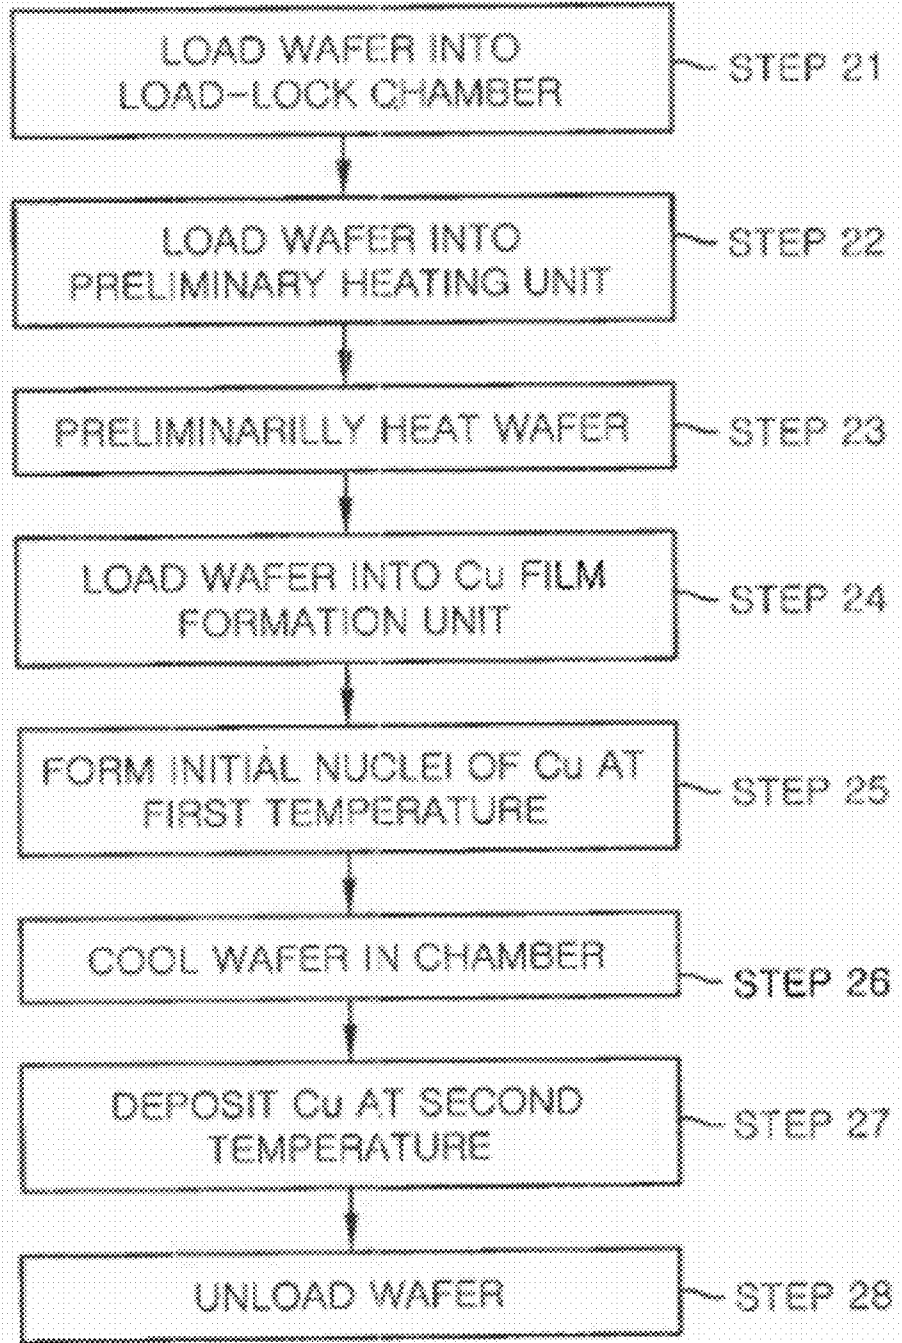 LOAD WAFER INTO
LOAD-LOCK CHAMBER
STEP 21
LOAD WAFER INTO
PRELIMINARY HEATING UNIT
STEP 22
PRELIMINARILLY HEAT WAFER
STEP 23
LOAD WAFER INTO Cu FILM
FORMATION UNIT
STEP 24
FORM INITIAL NUCLEI OF Cu AT
FIRST TEMPERATURE
STEP 25
COOL WAFER IN CHAMBER
STEP 26
DEPOSIT Cu AT SECOND
TEMPERATURE
STEP 27
UNLOAD WAFER
STEP 28